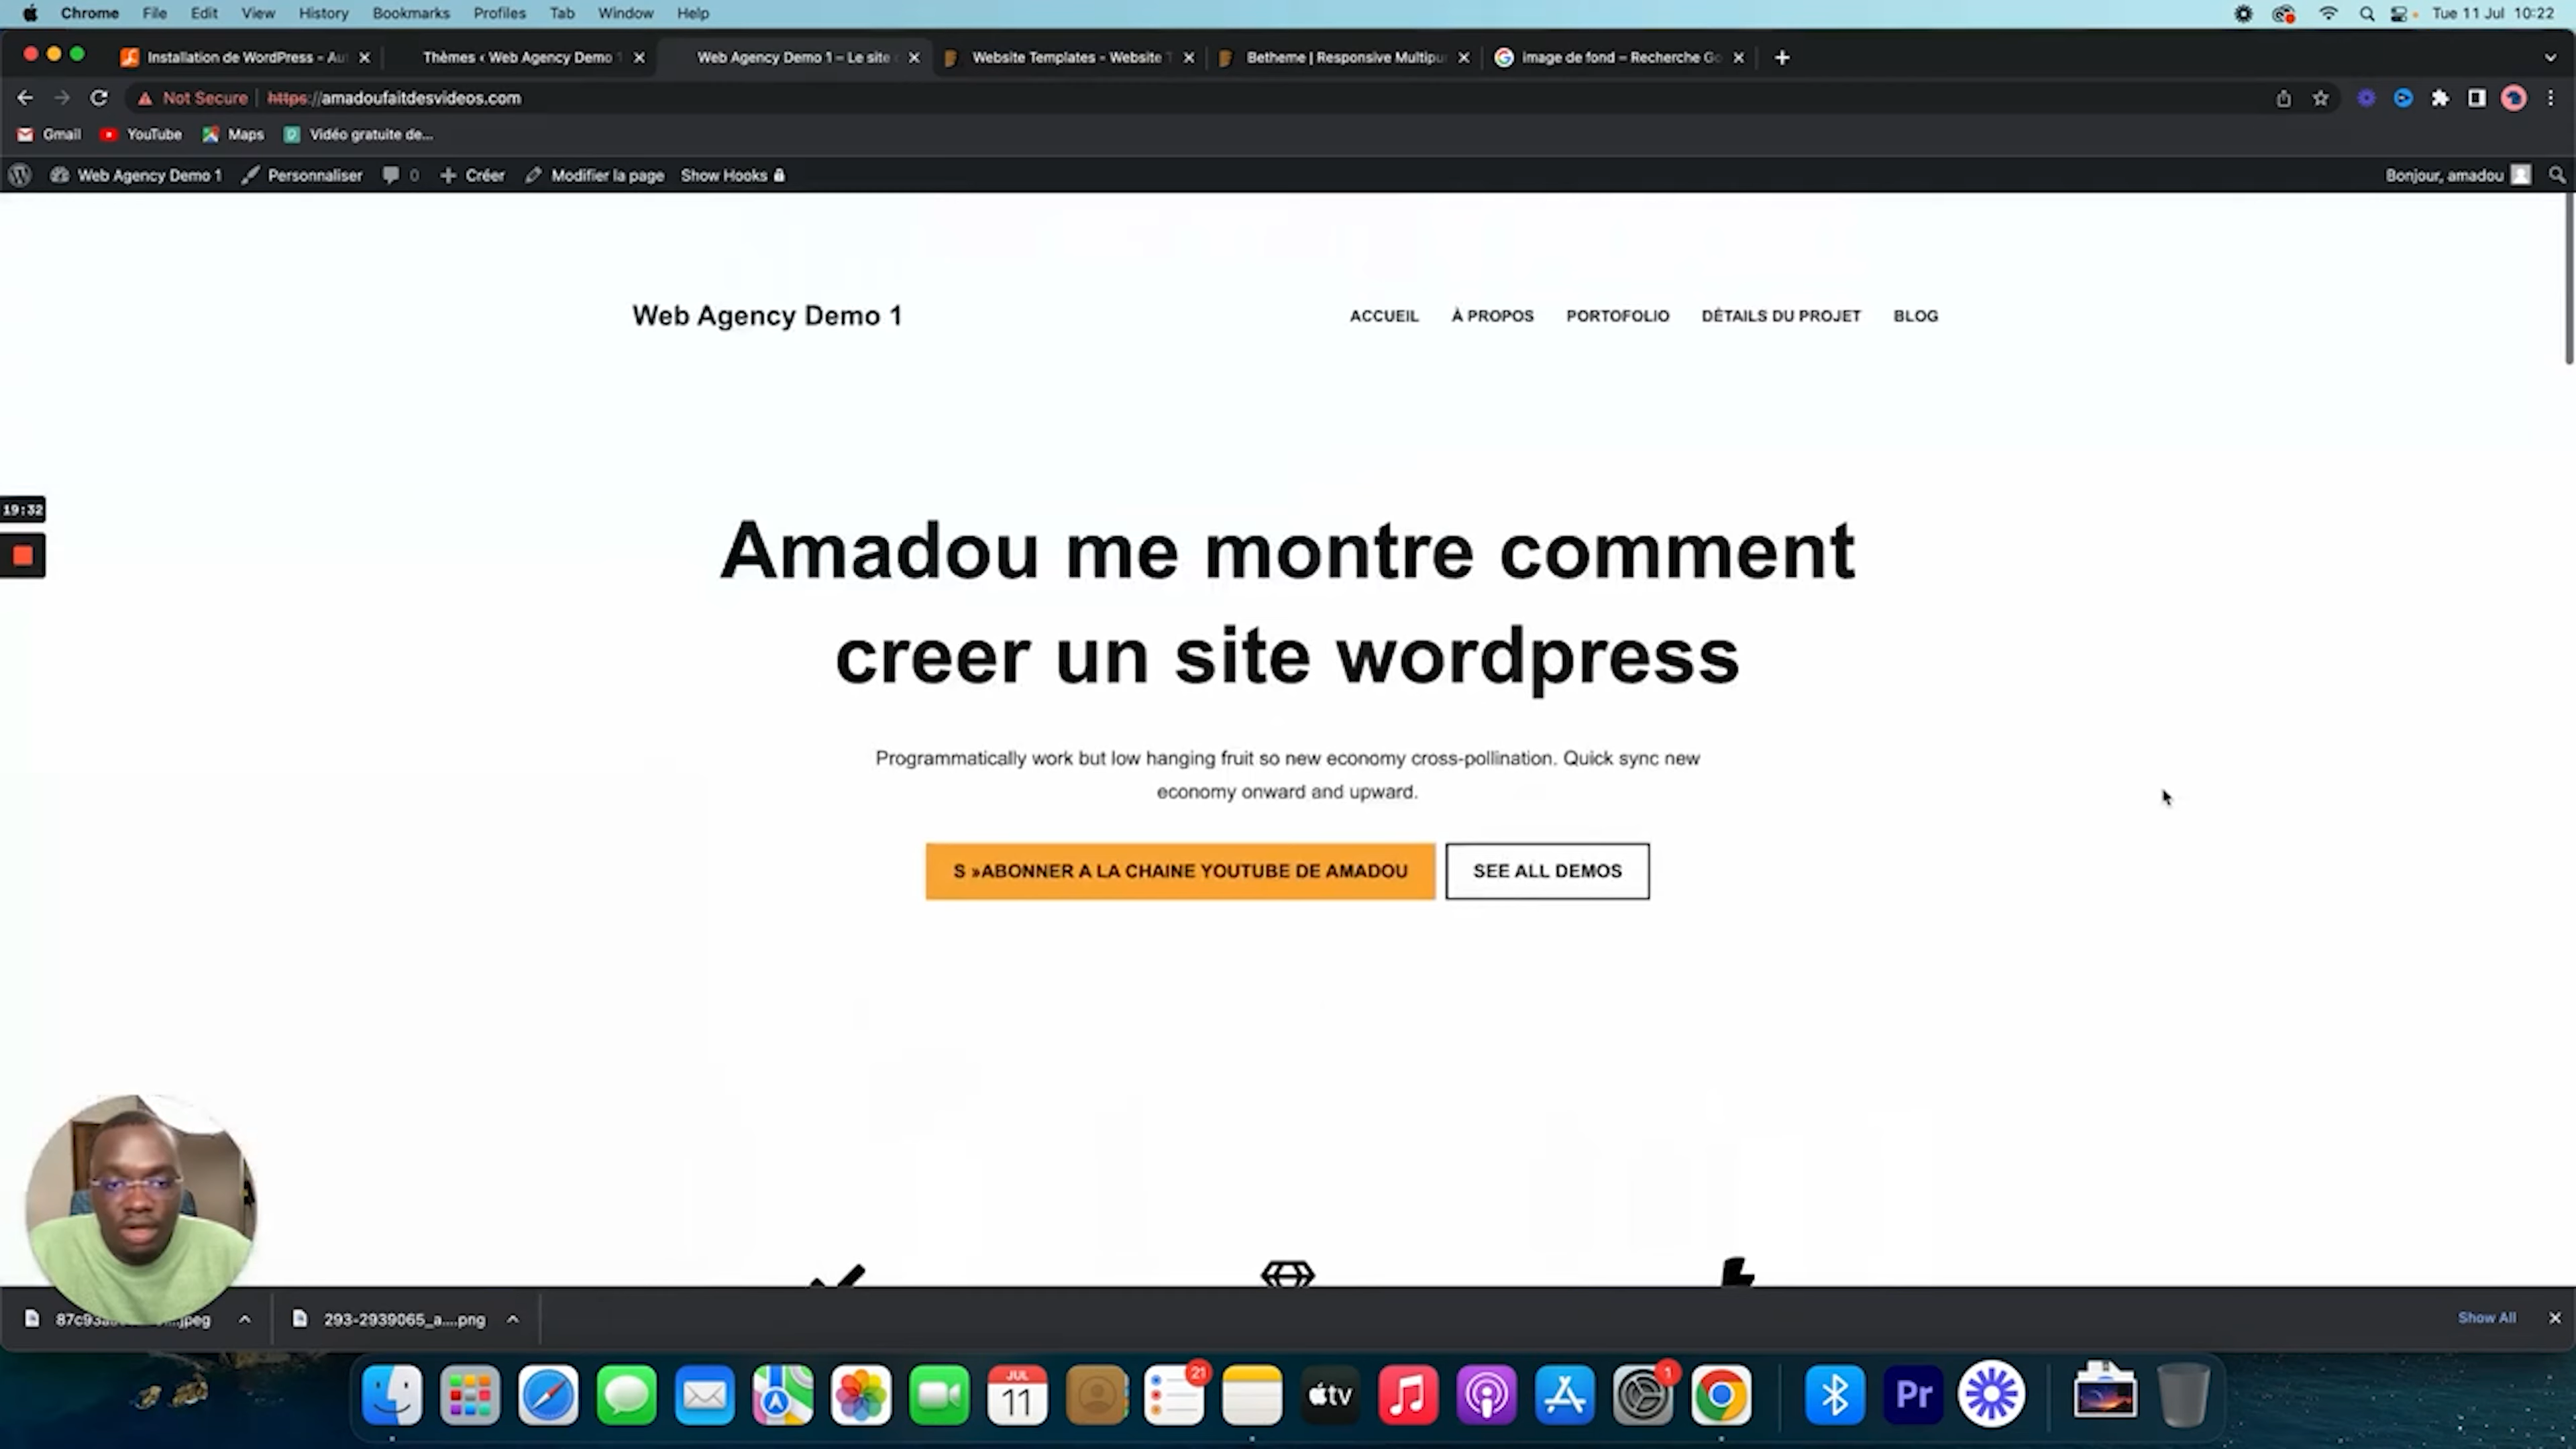 Chrome File Edit View History Bookmarks Profiles Tab Window Help
Tue 11 Jul 10:22
Installation de WordPress - Au
Thèmes ‹ Web Agency Demo 1
Web Agency Demo 1 – Le site
Website Templates - Website T
Betheme | Responsive Multipur
image de fond – Recherche Go
Not Secure https://amadoufaitdesvideos.com
Gmail YouTube Maps Vidéo gratuite de...
Web Agency Demo 1 Personnaliser 0 Créer Modifier la page Show Hooks
Bonjour, amadou
Web Agency Demo 1
ACCUEIL À PROPOS PORTOFOLIO DÉTAILS DU PROJET BLOG
19:32
Amadou me montre comment
creer un site wordpress
Programmatically work but low hanging fruit so new economy cross-pollination. Quick sync new
economy onward and upward.
S »ABONNER A LA CHAINE YOUTUBE DE AMADOU
SEE ALL DEMOS
293-2939065_a....png
Show All
JUL
11
21
tv
1
Pr